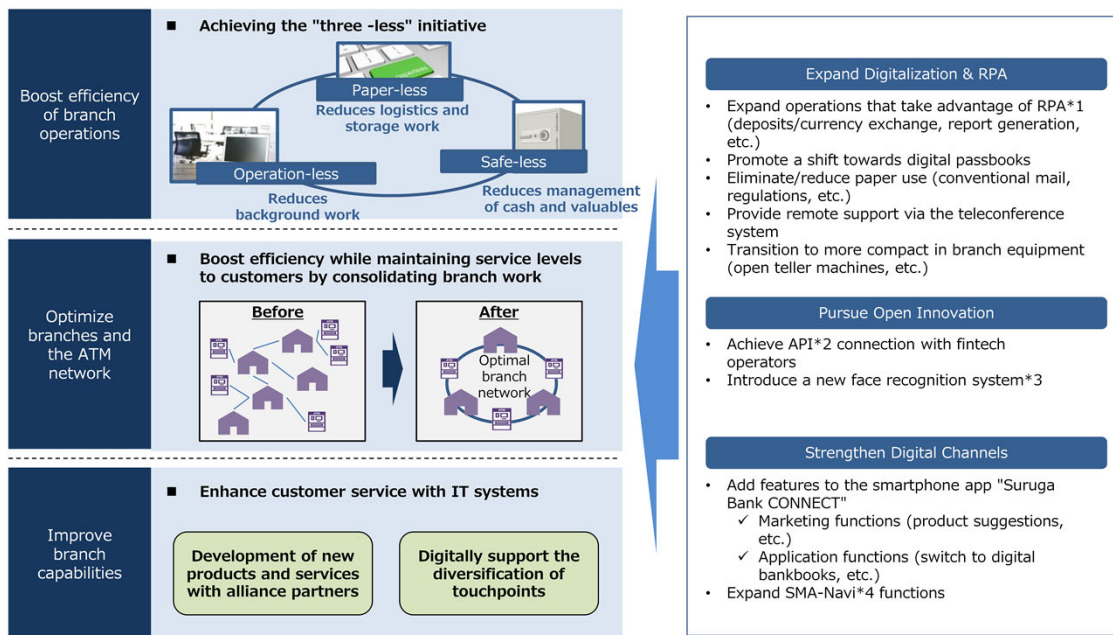 Boost efficiency
of branch
operations
■ Achieving the "three -less" initiative
Paper-less
Reduces logistics and
storage work
Operation-less
Reduces
background work
Safe-less
Reduces management
of cash and valuables
Optimize
branches and
the ATM
network
■ Boost efficiency while maintaining service levels
to customers by consolidating branch work
Before
After
Optimal
branch
network
Improve
branch
capabilities
■ Enhance customer service with IT systems
Development of new
products and services
with alliance partners
Digitally support the
diversification of
touchpoints
Expand Digitalization & RPA
• Expand operations that take advantage of RPA*1
(deposits/currency exchange, report generation,
etc.)
• Promote a shift towards digital passbooks
• Eliminate/reduce paper use (conventional mail,
regulations, etc.)
• Provide remote support via the teleconference
system
• Transition to more compact in branch equipment
(open teller machines, etc.)
Pursue Open Innovation
• Achieve API*2 connection with fintech
operators
• Introduce a new face recognition system*3
Strengthen Digital Channels
• Add features to the smartphone app "Suruga
Bank CONNECT"
✓ Marketing functions (product suggestions,
etc.)
✓ Application functions (switch to digital
bankbooks, etc.)
• Expand SMA-Navi*4 functions